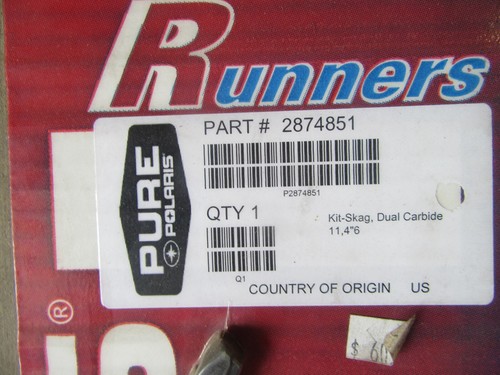 Runners
PART # 2874851
P2874851
PURE
POLARIS
QTY 1
Kit-Skag, Dual Carbide
11,4"6
Q1
COUNTRY OF ORIGIN US
®
$